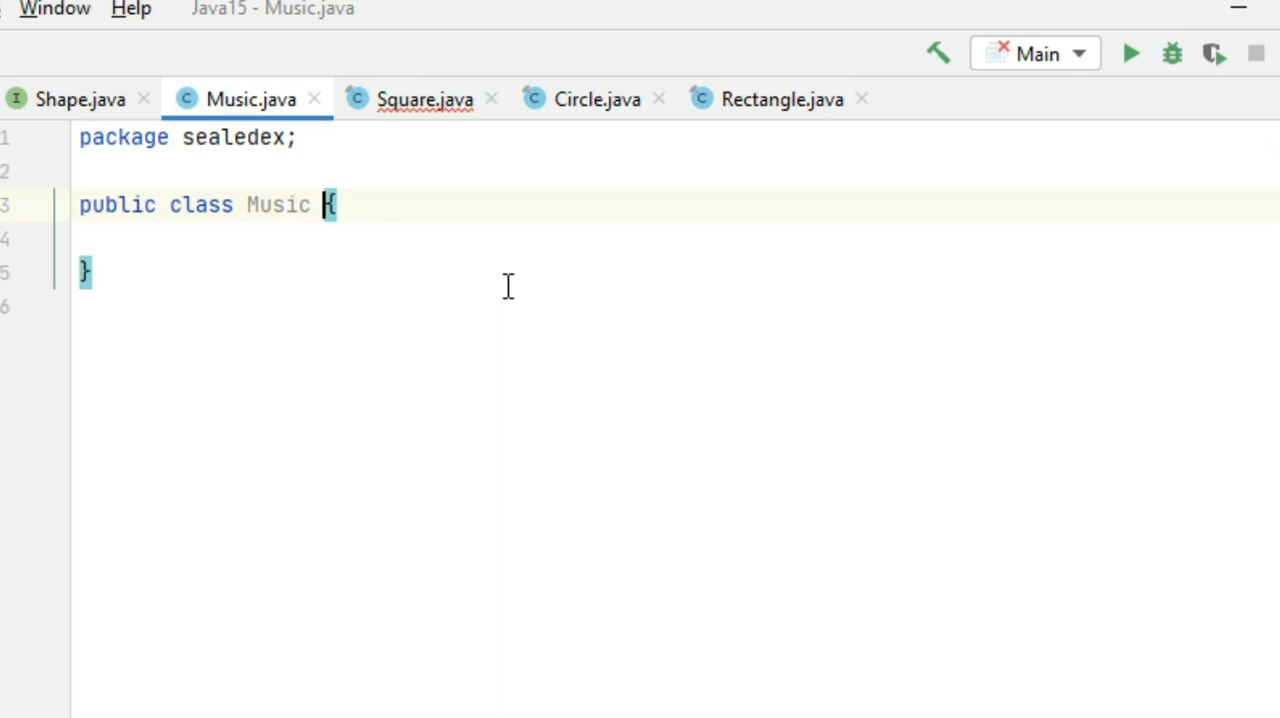 Window Help Java15 - Music.java
Main
I Shape.java C Music.java C Square.java C Circle.java C Rectangle.java
1 package sealedex;
2
3 public class Music {
4
5 }
6